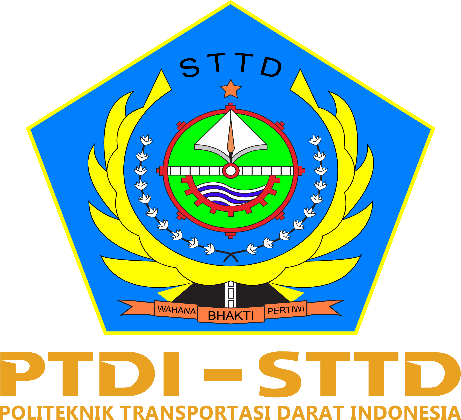 STTD
WAHANA BHAKTI PERTIWI
PTDI – STTD
POLITEKNIK TRANSPORTASI DARAT INDONESIA